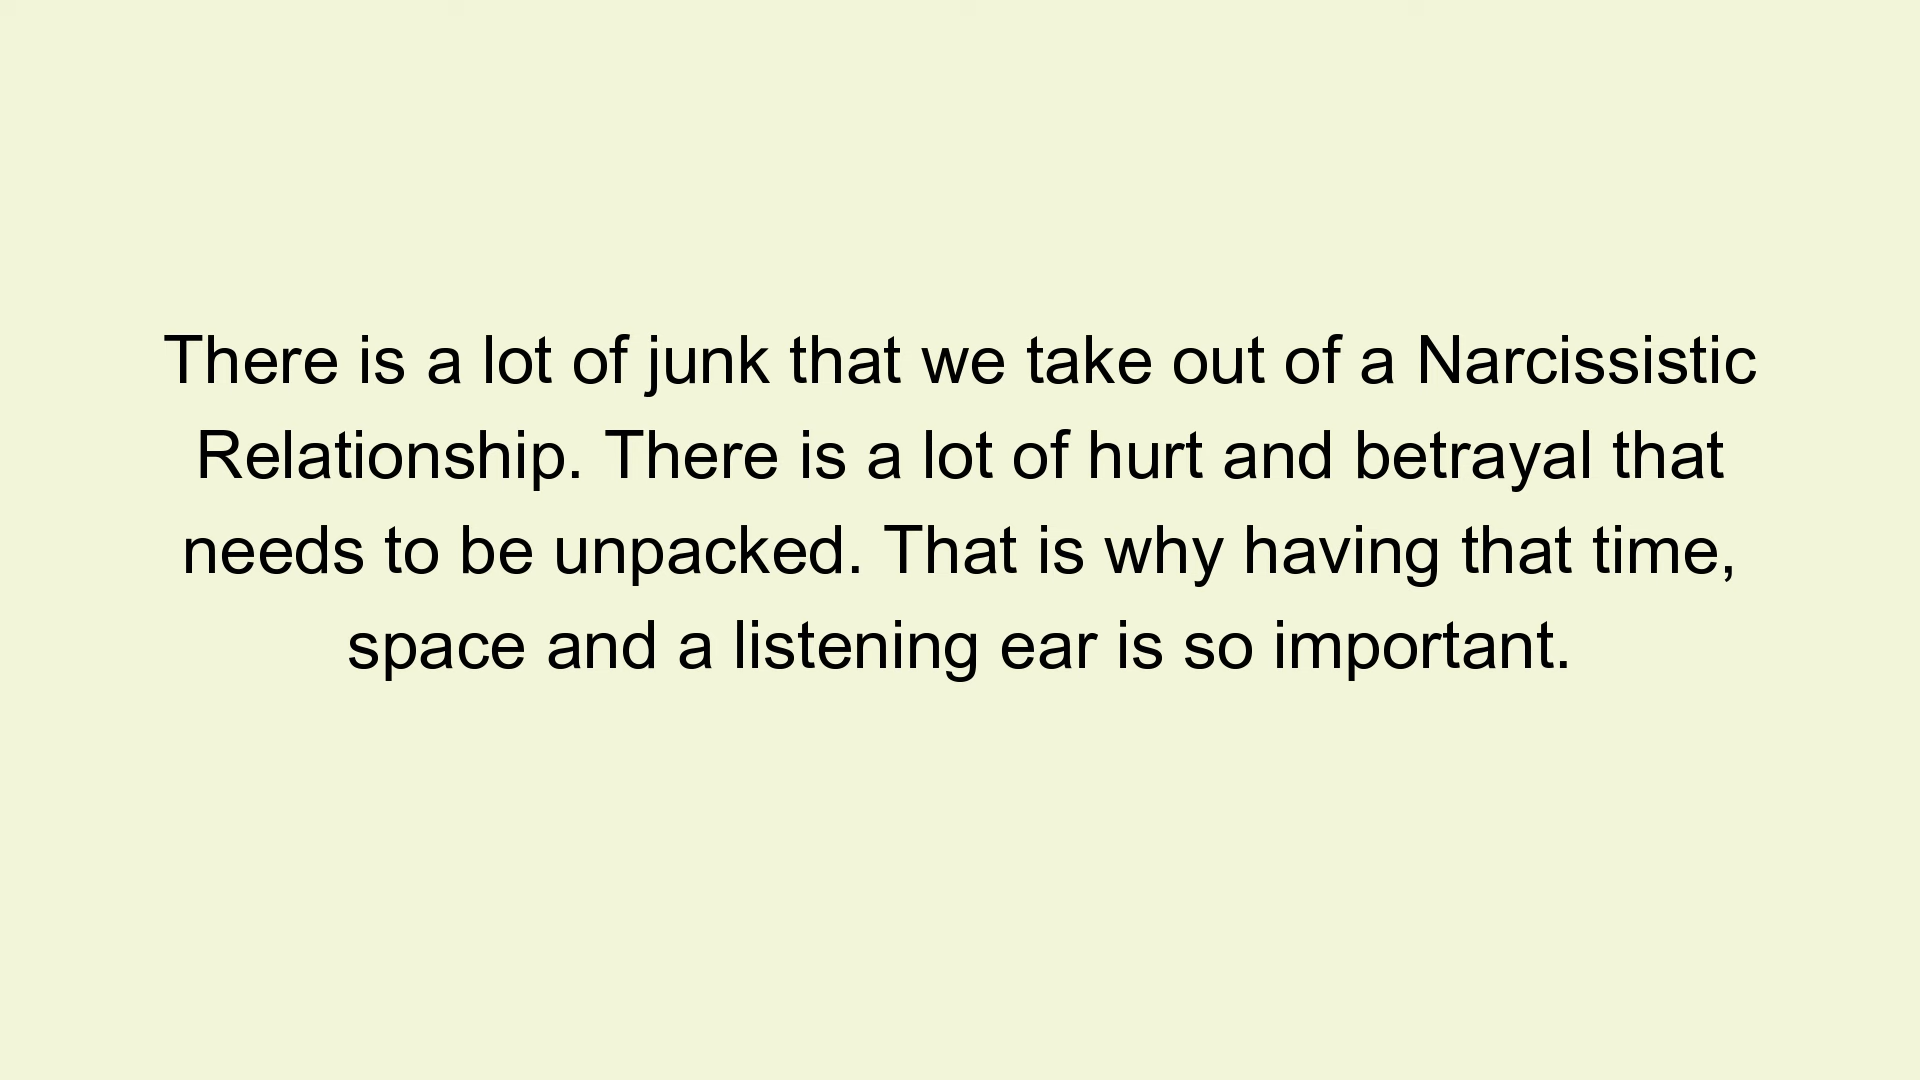 There is a lot of junk that we take out of a Narcissistic
Relationship. There is a lot of hurt and betrayal that
needs to be unpacked. That is why having that time,
space and a listening ear is so important.